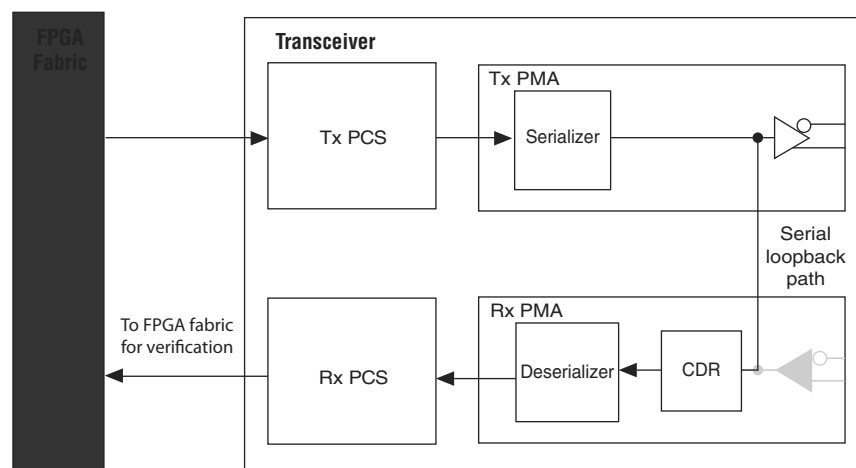 FPGA
Fabric
Transceiver
Tx PMA
Tx PCS
Serializer
Serial
loopback
path
To FPGA fabric
for verification
Rx PMA
Rx PCS
Deserializer
CDR